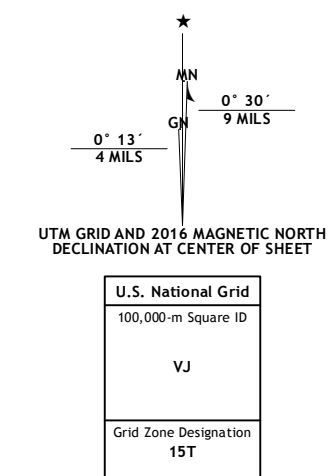 ★
MN
0° 30´
9 MILS
GN
0° 13´
4 MILS
UTM GRID AND 2016 MAGNETIC NORTH
DECLINATION AT CENTER OF SHEET
U.S. National Grid
100,000-m Square ID
VJ
Grid Zone Designation
15T